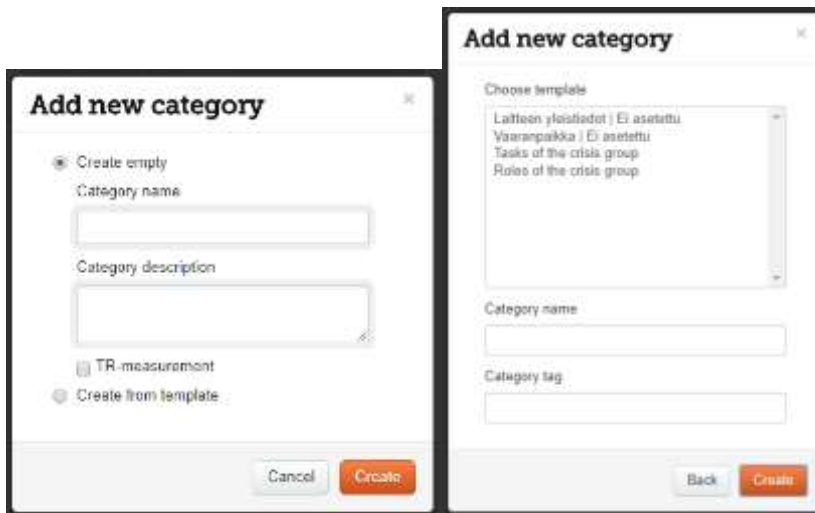 Add new category
×
Create empty
Category name
Category description
TR-measurement
Create from template
Cancel
Create
Add new category
×
Choose template
Laitteen yleistiedot | Ei asetettu
Vaaranpaikka | Ei asetettu
Tasks of the crisis group
Roles of the crisis group
Category name
Category tag
Back
Create